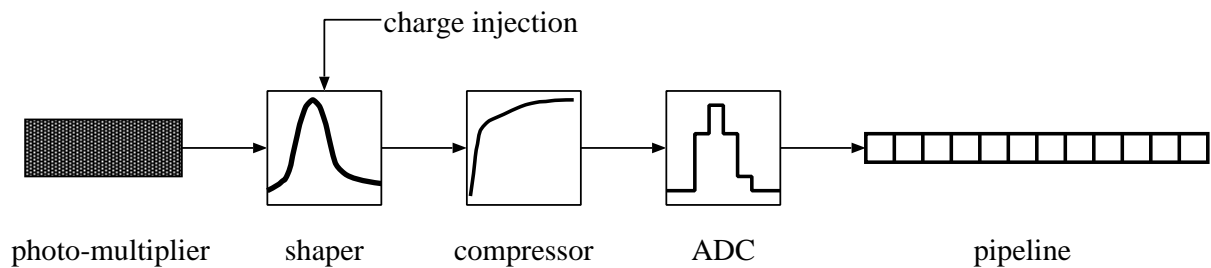 charge injection
photo-multiplier shaper compressor ADC pipeline